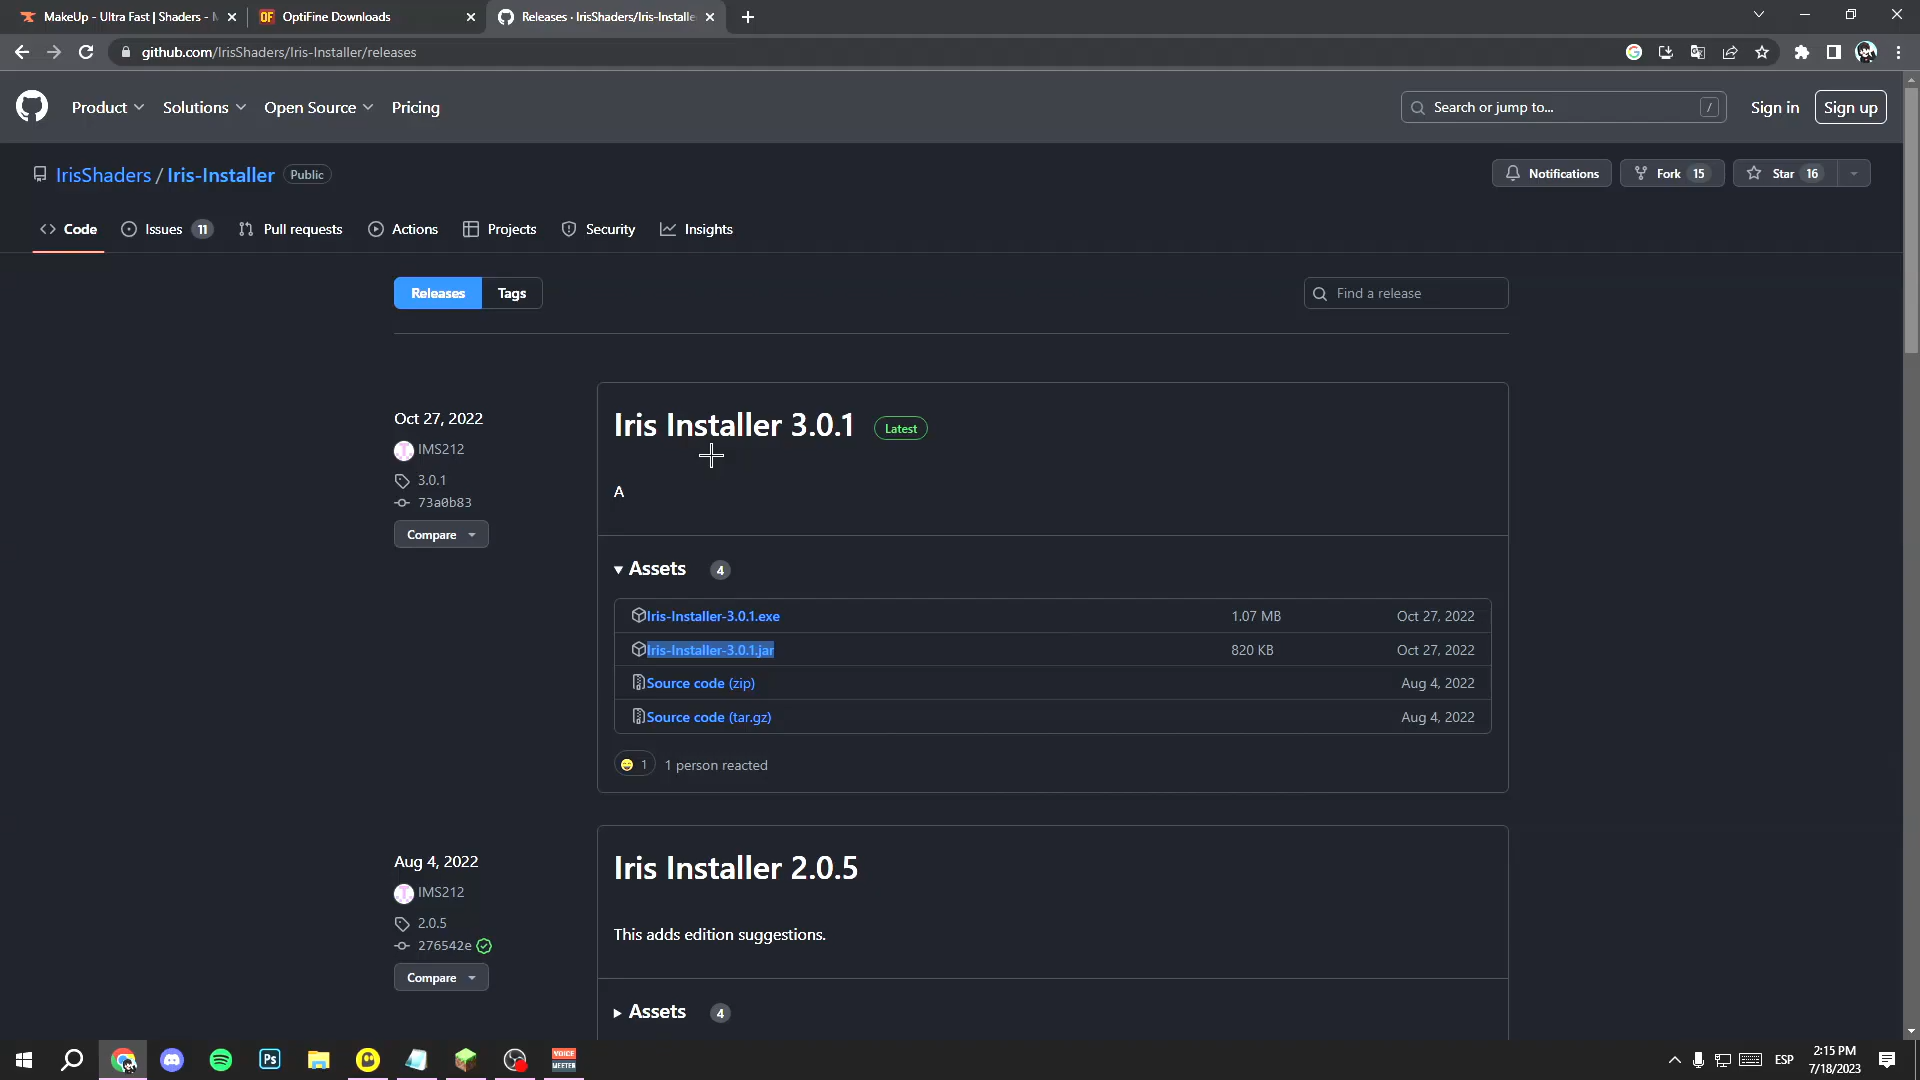 MakeUp - Ultra Fast | Shaders -
OptiFine Downloads
Releases · IrisShaders/Iris-Installe
github.com/IrisShaders/Iris-Installer/releases
Product
Solutions
Open Source
Pricing
Search or jump to...
/
Sign in
Sign up
IrisShaders / Iris-Installer
Public
Notifications
Fork 15
Star 16
Code
Issues 11
Pull requests
Actions
Projects
Security
Insights
Releases
Tags
Find a release
Oct 27, 2022
IMS212
3.0.1
73a0b83
Compare
Iris Installer 3.0.1
Latest
A
Assets 4
Iris-Installer-3.0.1.exe
1.07 MB
Oct 27, 2022
Iris-Installer-3.0.1.jar
820 KB
Oct 27, 2022
Source code (zip)
Aug 4, 2022
Source code (tar.gz)
Aug 4, 2022
1
1 person reacted
Aug 4, 2022
IMS212
2.0.5
276542e
Compare
Iris Installer 2.0.5
This adds edition suggestions.
Assets 4
Ps
VOICE
MEETER
ESP
2:15 PM
7/18/2023